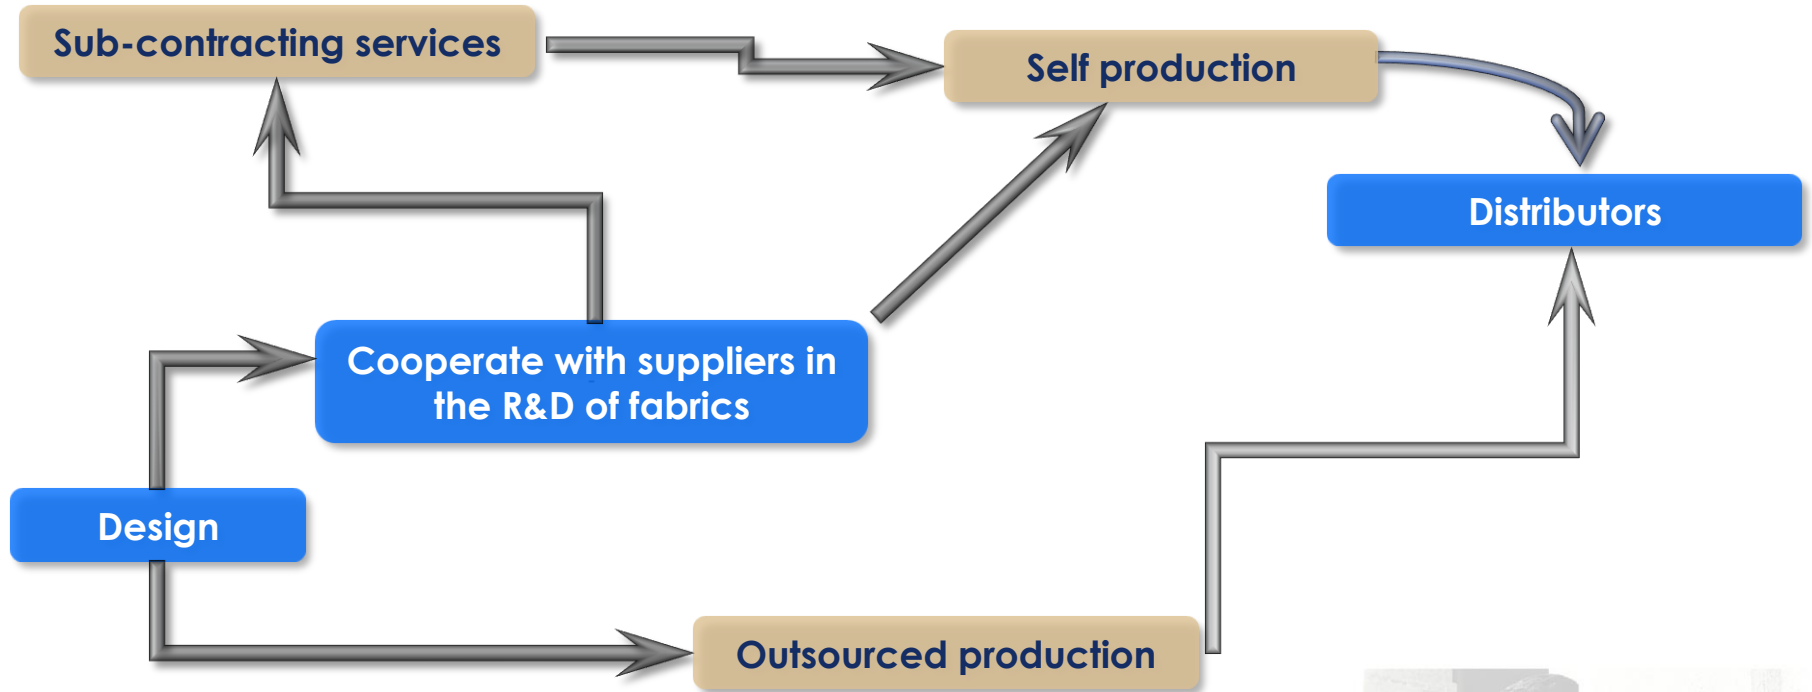 Sub-contracting services
Self production
Distributors
Cooperate with suppliers in
the R&D of fabrics
Design
Outsourced production